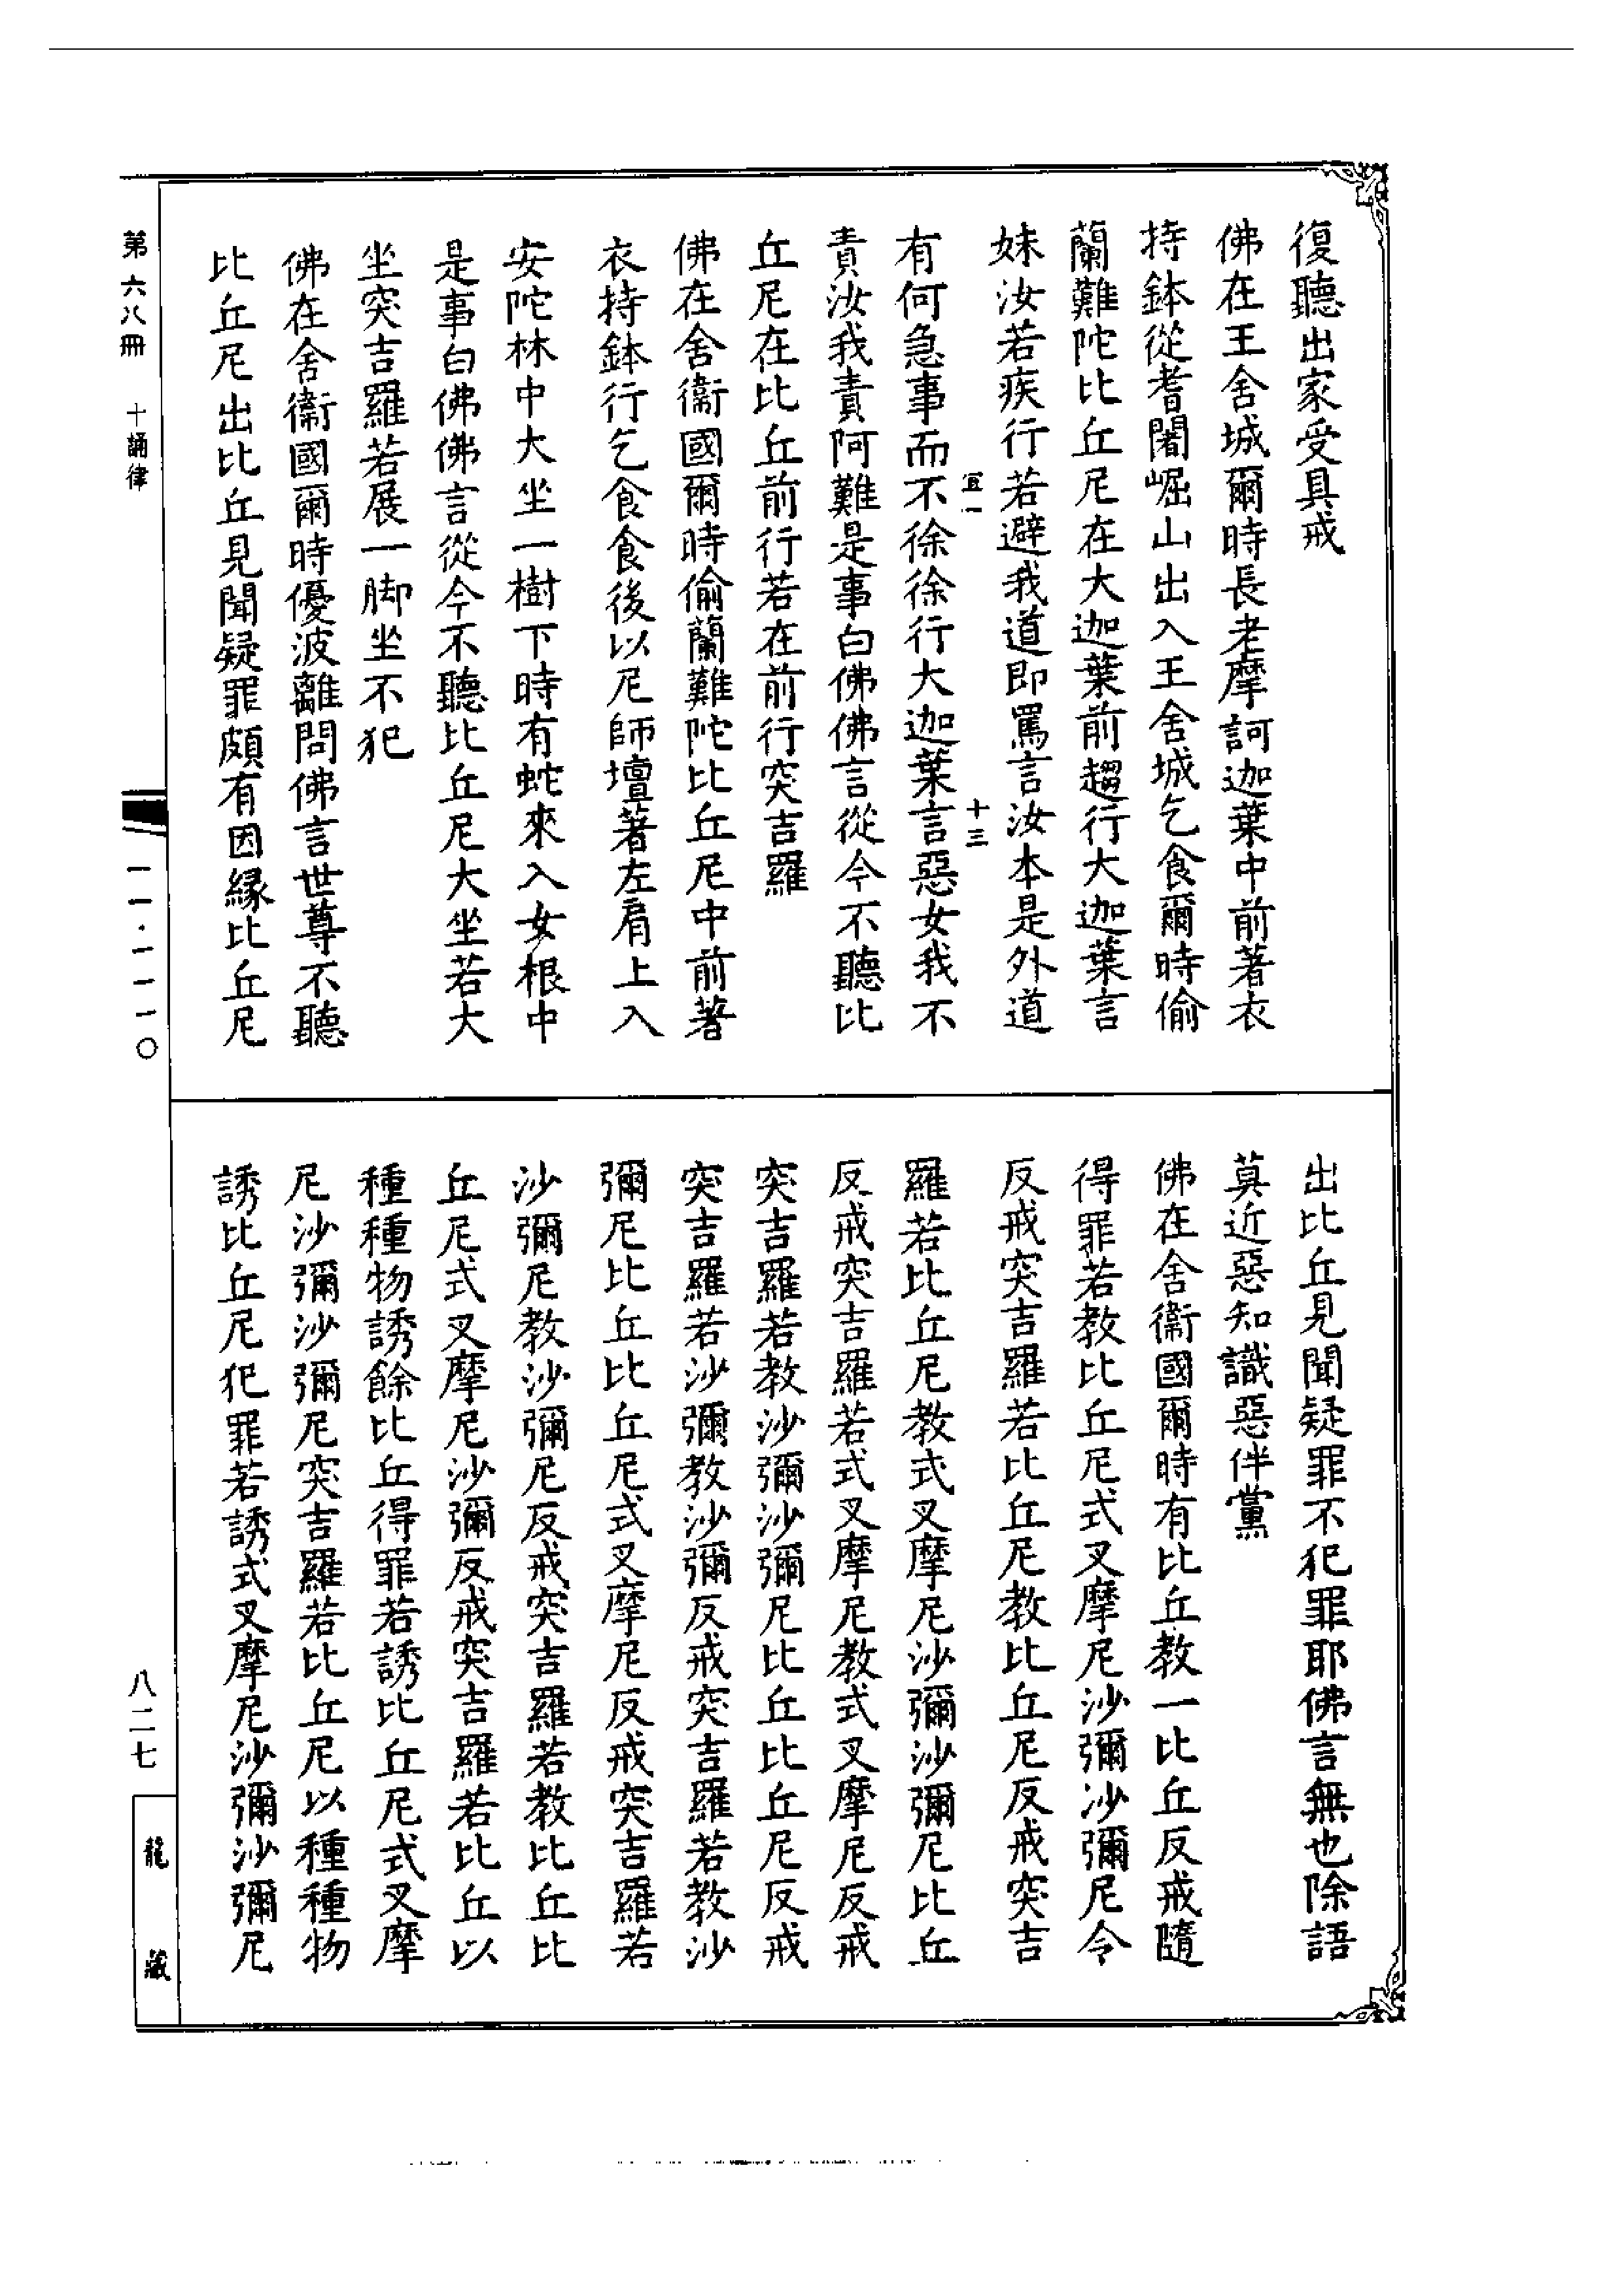 復聽出家受具戒
佛在王舍城爾時長老摩訶迦葉中前著衣
持鉢從耆闍崛山出入王舍城乞食爾時偷
蘭難陀比丘尼在大迦葉前趨行大迦葉言
妹汝若疾行若避我道即罵言汝本是外道
宜一
十三
有何急事而不徐徐行大迦葉言惡女我不
責汝我責阿難是事白佛佛言從今不聽比
丘尼在比丘前行若在前行突吉羅
佛在舍衞國爾時偷蘭難陀比丘尼中前著
衣持鉢行乞食食後以尼師壇著左肩上入
安陀林中大坐一樹下時有蛇來入女根中
是事白佛佛言從今不聽比丘尼大坐若大
坐突吉羅若展一脚坐不犯
佛在舍衞國爾時優波離問佛言世尊不聽
比丘尼出比丘見聞疑罪頗有因緣比丘尼
出比丘見聞疑罪不犯罪耶佛言無也除語
莫近惡知識惡伴黨
佛在舍衞國爾時有比丘教一比丘反戒隨
得罪若教比丘尼式叉摩尼沙彌沙彌尼令
反戒突吉羅若比丘尼教比丘尼反戒突吉
羅若比丘尼教式叉摩尼沙彌沙彌尼比丘
反戒突吉羅若式叉摩尼教式叉摩尼反戒
突吉羅若教沙彌沙彌尼比丘比丘尼反戒
突吉羅若沙彌教沙彌反戒突吉羅若教沙
彌尼比丘比丘尼式叉摩尼反戒突吉羅若
沙彌尼教沙彌尼反戒突吉羅若教比丘比
丘尼式叉摩尼沙彌反戒突吉羅若比丘以
種種物誘餘比丘得罪若誘比丘尼式叉摩
尼沙彌沙彌尼突吉羅若比丘尼以種種物
誘比丘尼犯罪若誘式叉摩尼沙彌沙彌尼
第六八冊 十誦律
一一一·一一一〇
八二七
龍藏